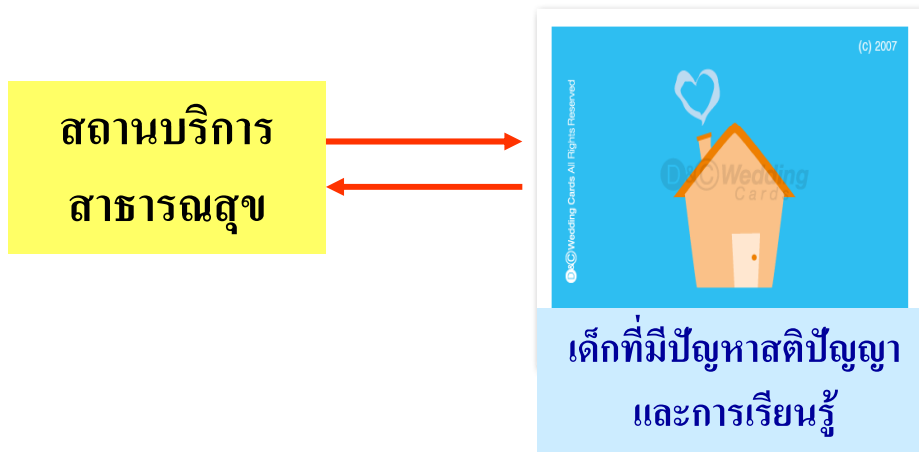 สถานบริการ
สาธารณสุข
(c) 2007
D&C Wedding Cards All Rights Reserved
D&C Wedding
Cards
เด็กที่มีปัญหาสติปัญญา
และการเรียนรู้